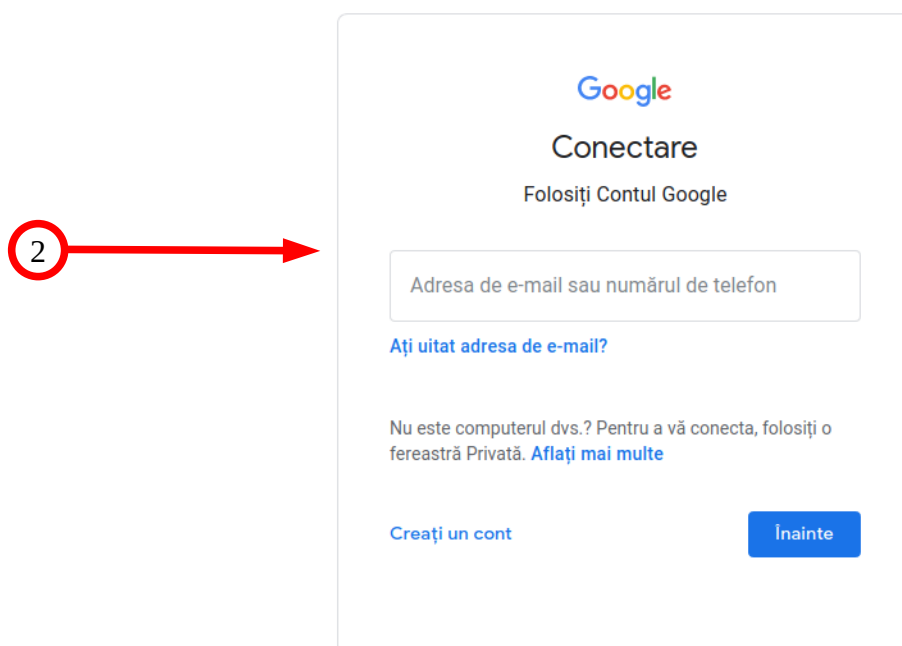 Google
Conectare
Folosiți Contul Google
2
Adresa de e-mail sau numărul de telefon
Ați uitat adresa de e-mail?
Nu este computerul dvs.? Pentru a vă conecta, folosiți o
fereastră Privată. Aflați mai multe
Creați un cont
Înainte